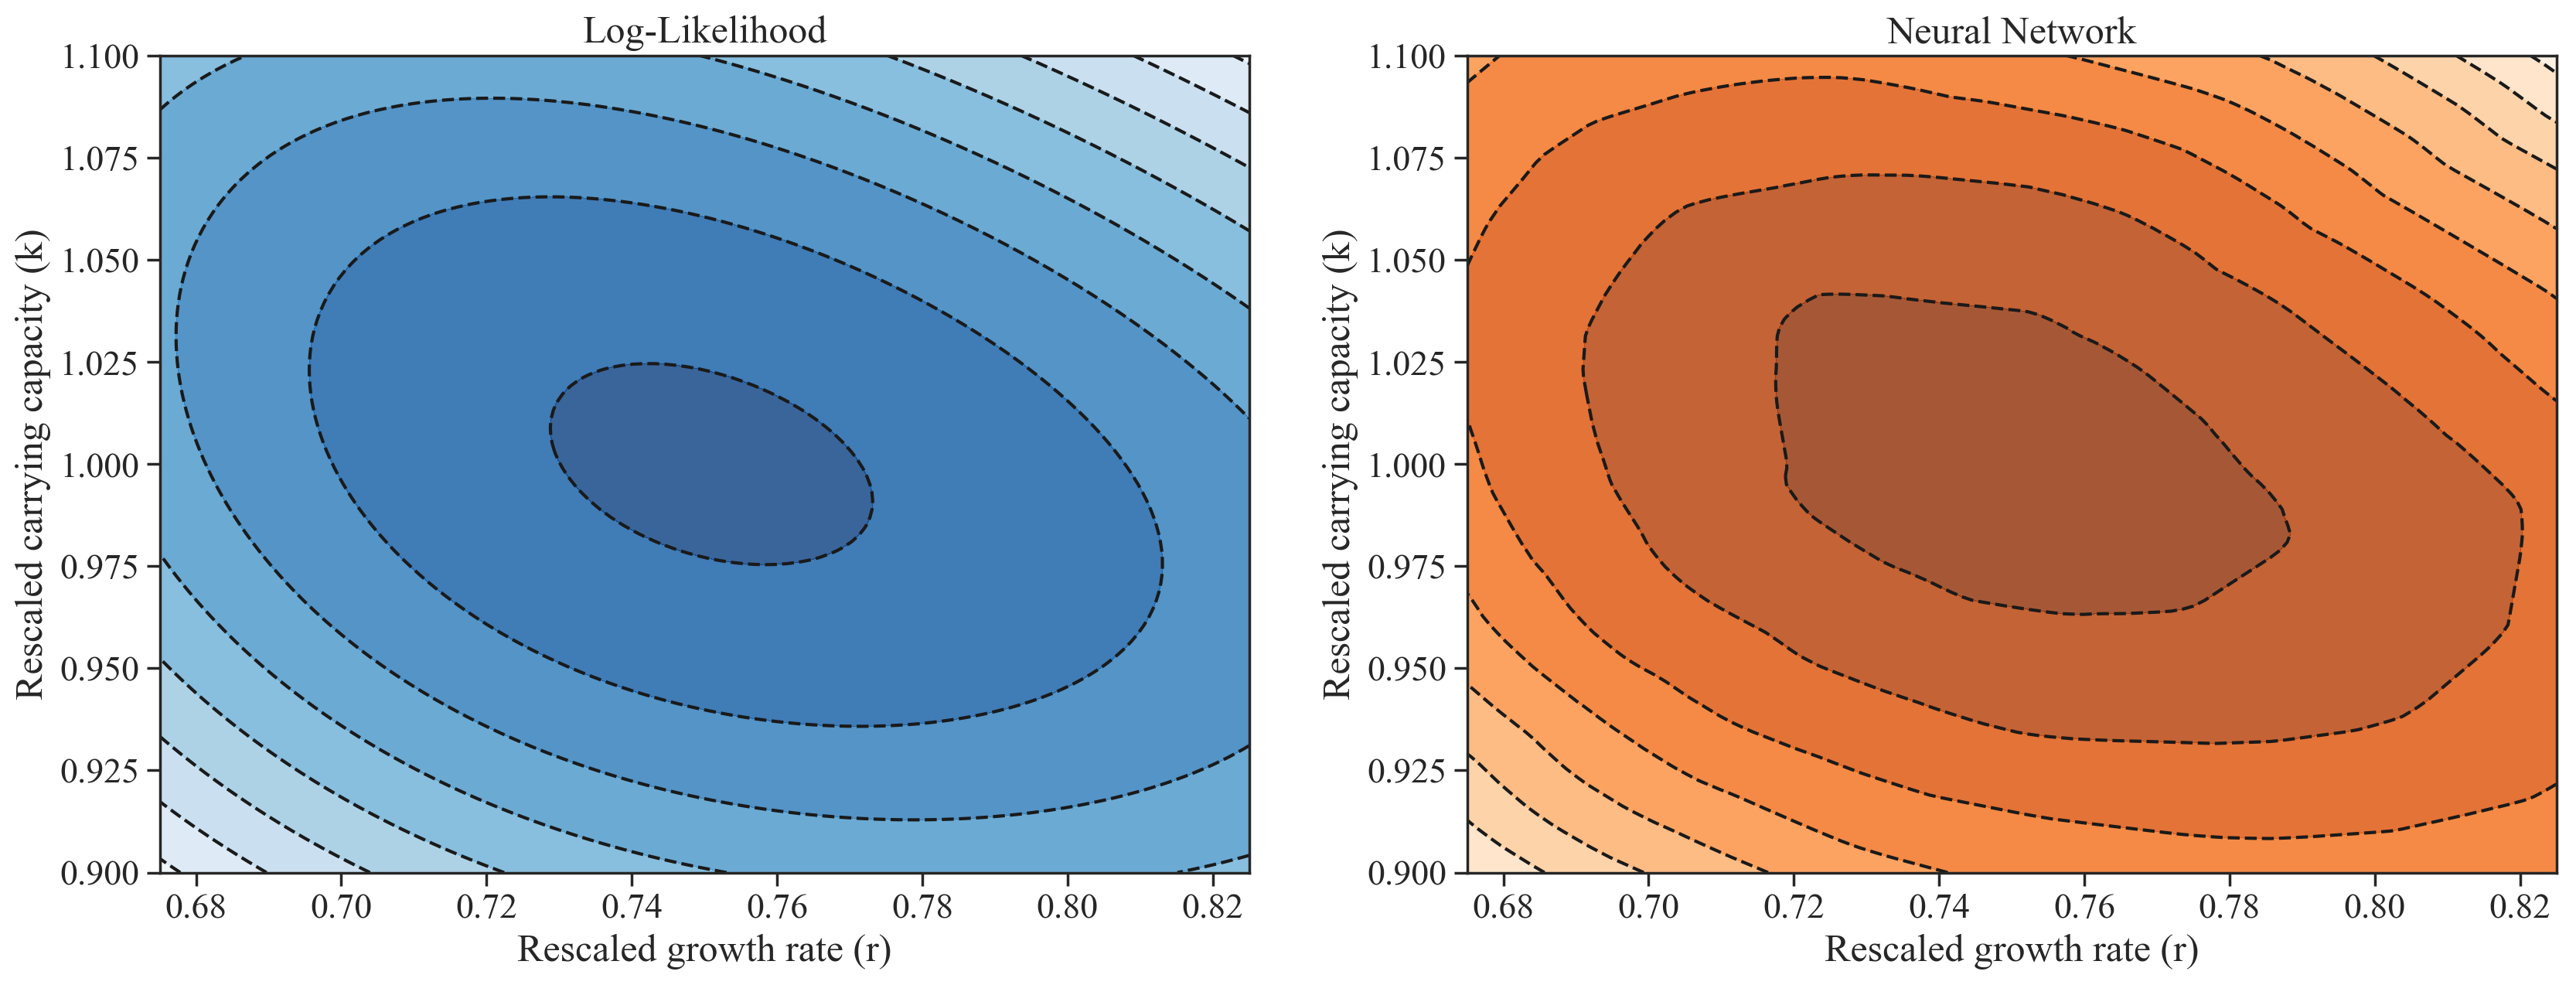 Log-Likelihood
1.100
1.075
1.050
1.025
1.000
0.975
0.950
0.925
0.900
Rescaled carrying capacity (k)
0.68 0.70 0.72 0.74 0.76 0.78 0.80 0.82
Rescaled growth rate (r)
Neural Network
1.100
1.075
1.050
1.025
1.000
0.975
0.950
0.925
0.900
Rescaled carrying capacity (k)
0.68 0.70 0.72 0.74 0.76 0.78 0.80 0.82
Rescaled growth rate (r)